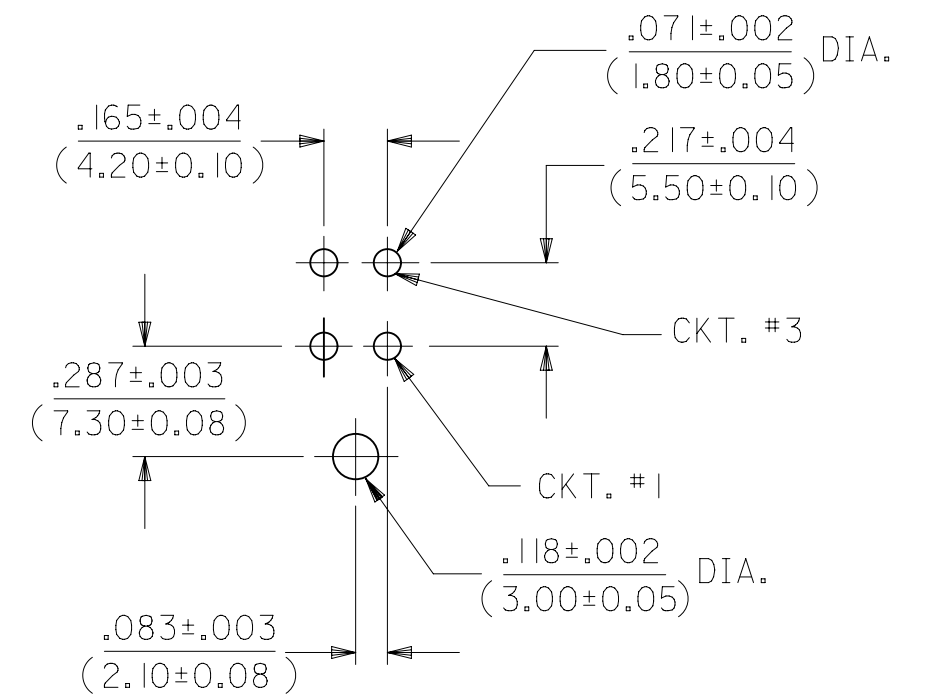 .071±.002
(1.80±0.05) DIA.
.165±.004
(4.20±0.10)
.217±.004
(5.50±0.10)
CKT. #3
.287±.003
(7.30±0.08)
CKT. #1
.118±.002
(3.00±0.05) DIA.
.083±.003
(2.10±0.08)